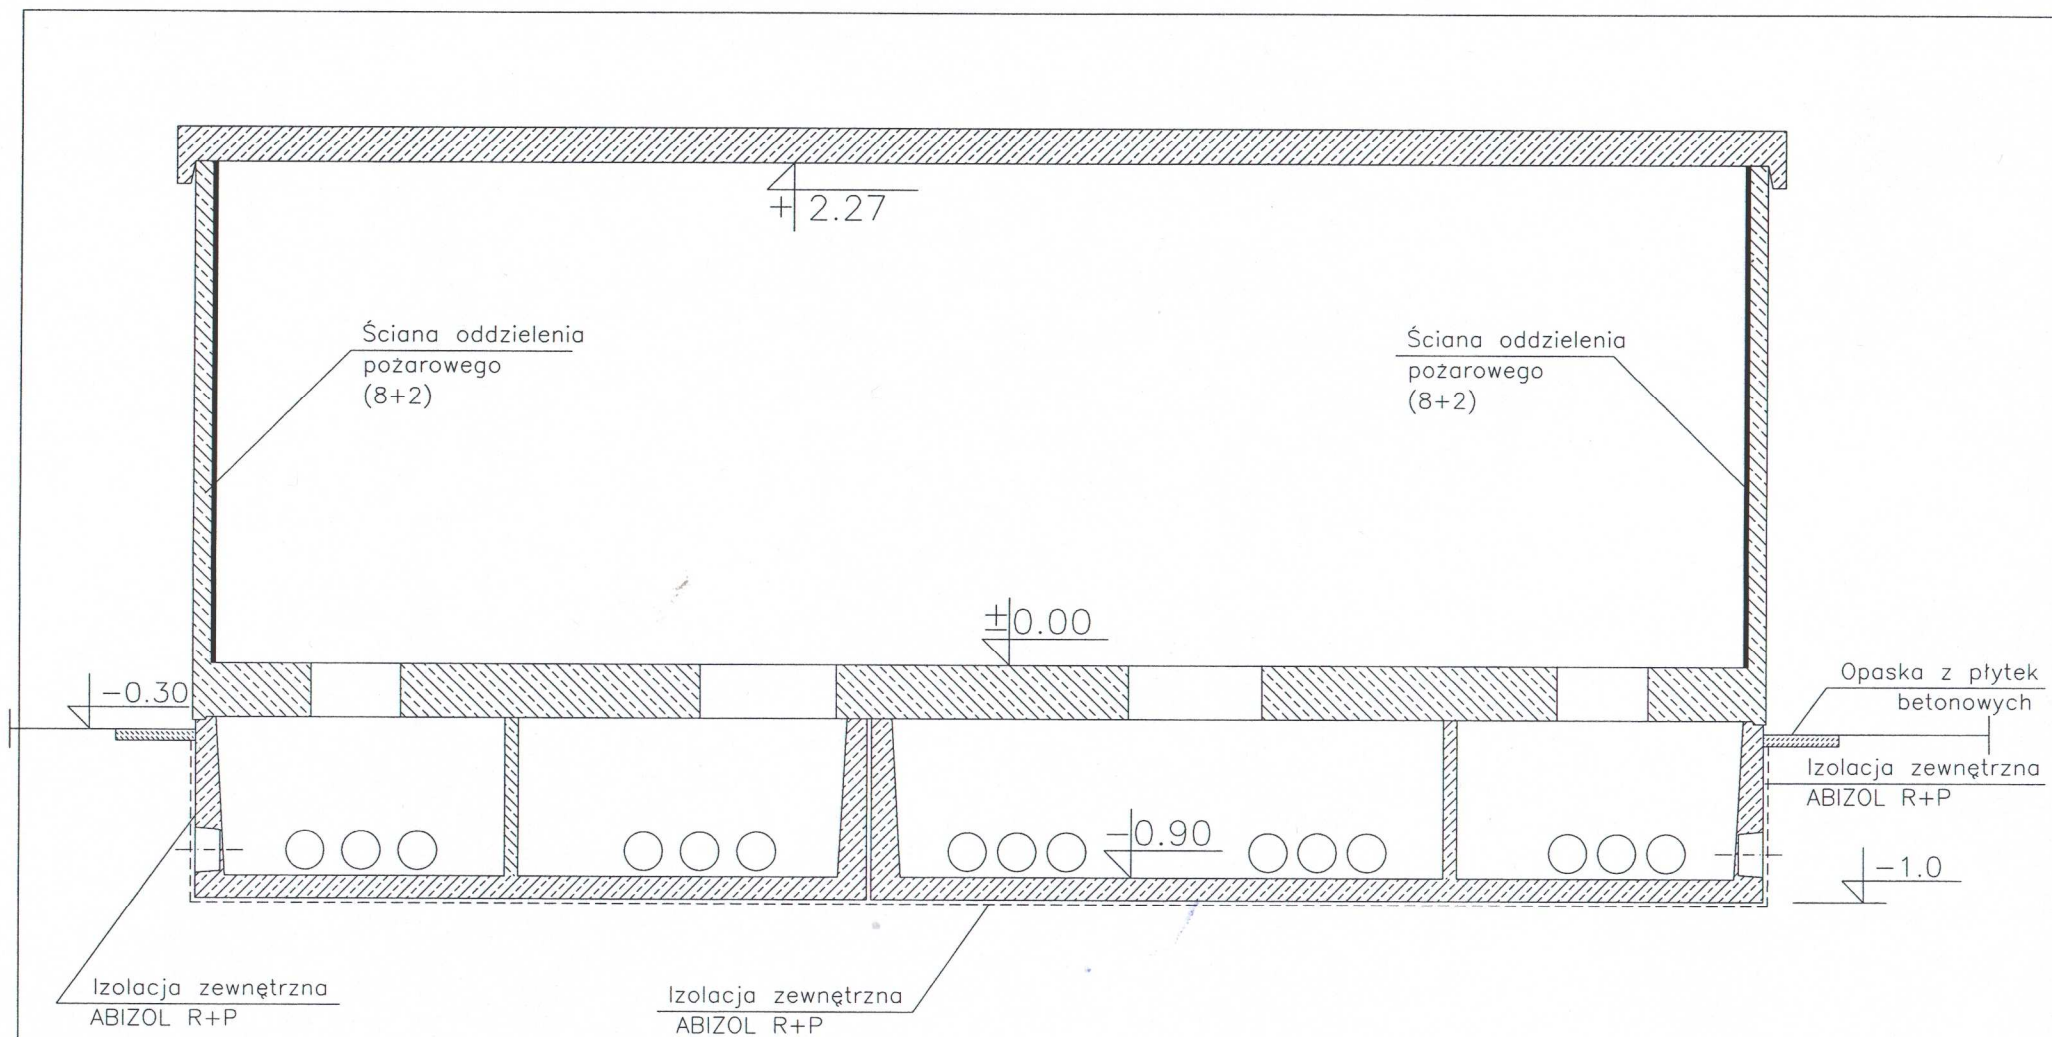 + 2.27
Ściana oddzielenia
pożarowego
(8+2)
Ściana oddzielenia
pożarowego
(8+2)
±0.00
-0.30
Opaska z płytek
betonowych
Izolacja zewnętrzna
ABIZOL R+P
-0.90
-1.0
Izolacja zewnętrzna
ABIZOL R+P
Izolacja zewnętrzna
ABIZOL R+P